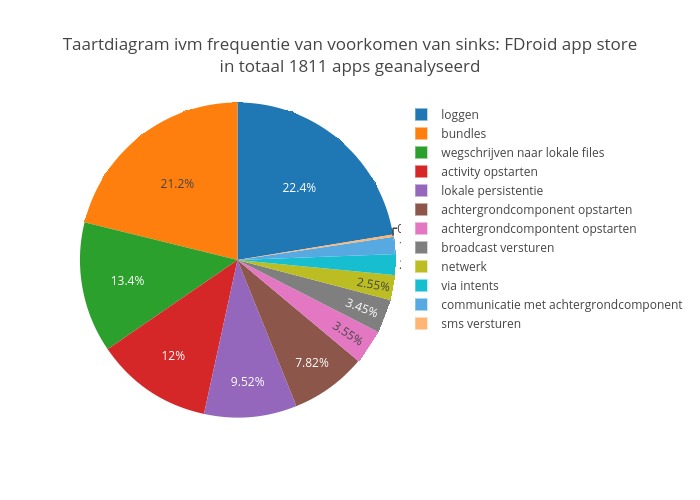 Taartdiagram ivm frequentie van voorkomen van sinks: FDroid app store
in totaal 1811 apps geanalyseerd
loggen
bundles
wegschrijven naar lokale files
activity opstarten
lokale persistentie
achtergrondcomponent opstarten
achtergrondcompontent opstarten
broadcast versturen
netwerk
via intents
communicatie met achtergrondcomponent
sms versturen
22.4%
21.2%
13.4%
12%
9.52%
7.82%
3.55%
3.45%
2.55%